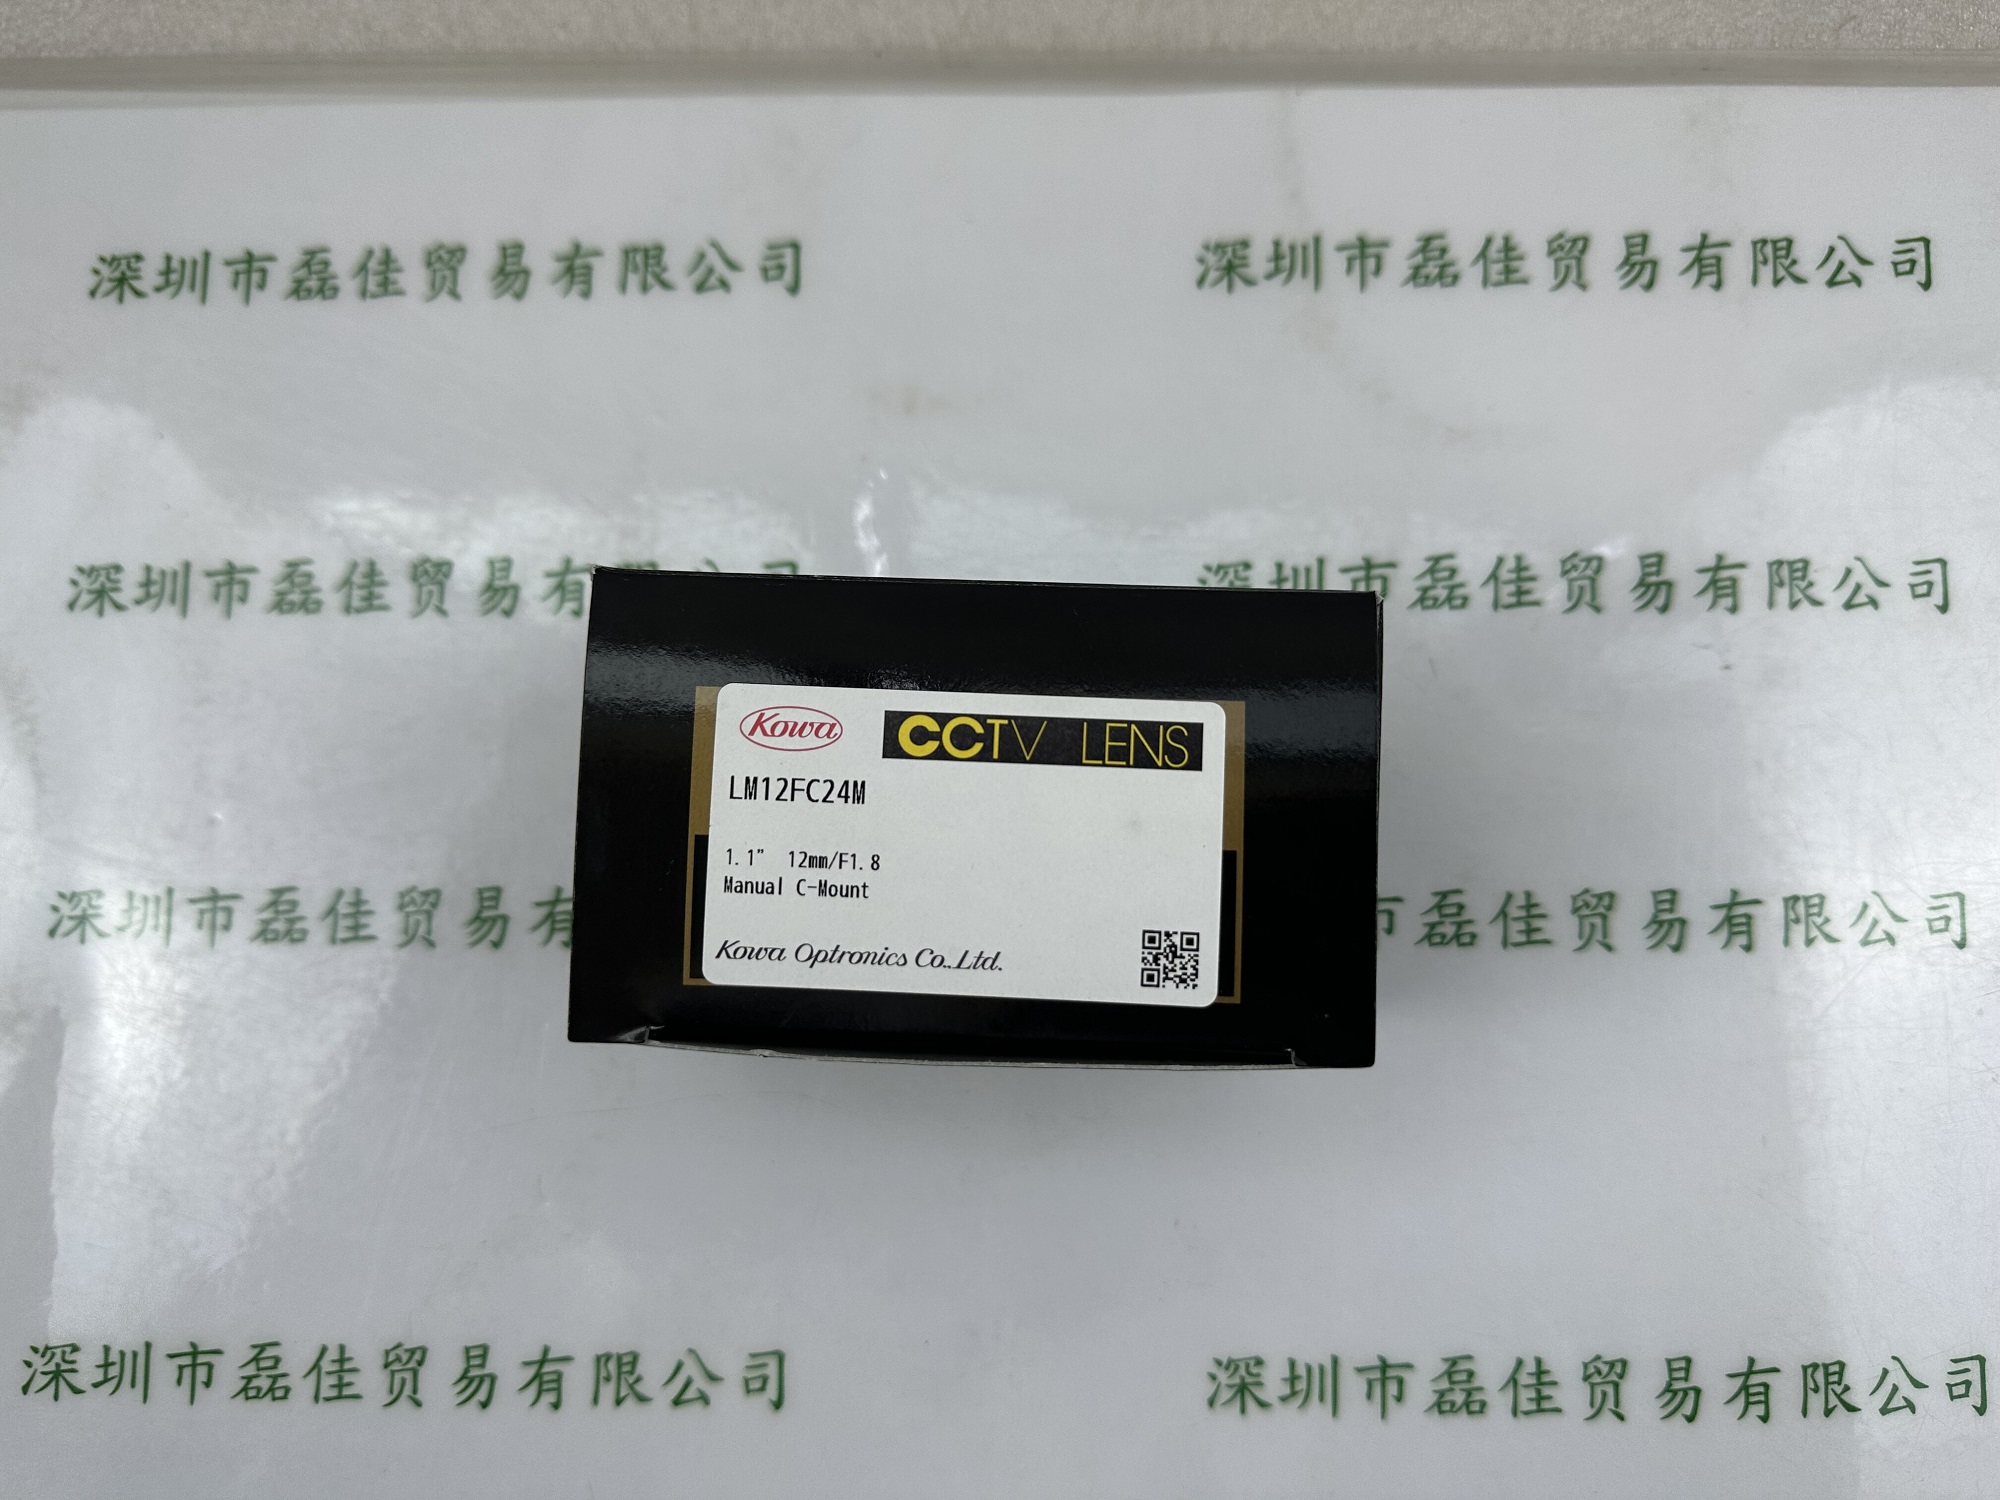 深圳市磊佳贸易有限公司
深圳市磊佳贸易有限公司
深圳市磊佳贸易有
深圳市磊佳贸易有限公司
Kowa
CCTV LENS
LM12FC24M
1.1" 12mm/F1.8
Manual C-Mount
Kowa Optronics Co.,Ltd.
深圳市磊佳贸易有
市磊佳贸易有限公司
深圳市磊佳贸易有限公司
深圳市磊佳贸易有限公司